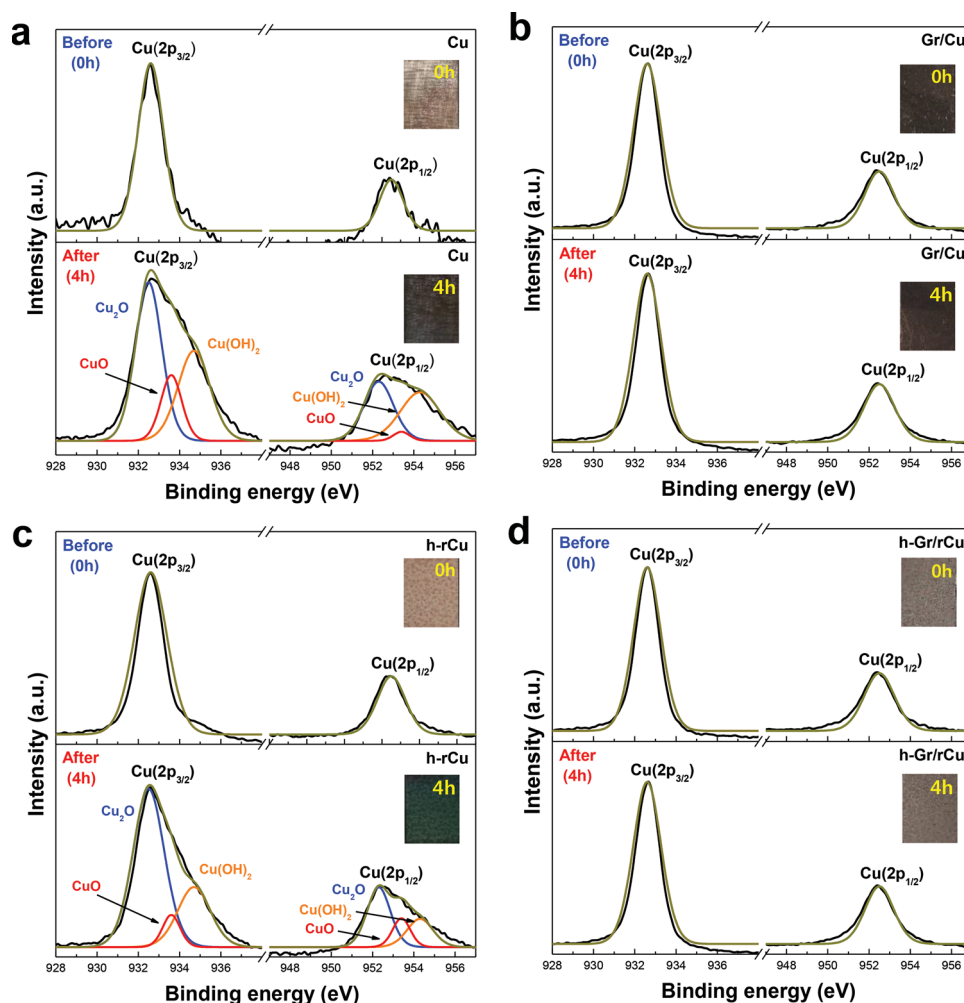 a
Before
(0h)
Cu(2p3/2)
Cu
0h
Cu(2p1/2)
After
(4h)
Cu(2p3/2)
Cu
4h
Cu2O
Cu(OH)2
CuO
Cu(2p1/2)
Cu2O
Cu(OH)2
CuO
Intensity (a.u.)
928 930 932 934 936 948 950 952 954 956
Binding energy (eV)
b
Before
(0h)
Cu(2p3/2)
Gr/Cu
0h
Cu(2p1/2)
After
(4h)
Cu(2p3/2)
Gr/Cu
4h
Cu(2p1/2)
Intensity (a.u.)
928 930 932 934 936 948 950 952 954 956
Binding energy (eV)
c
Before
(0h)
Cu(2p3/2)
h-rCu
0h
Cu(2p1/2)
After
(4h)
Cu(2p3/2)
h-rCu
4h
Cu2O
Cu(OH)2
CuO
Cu(2p1/2)
Cu2O
Cu(OH)2
CuO
Intensity (a.u.)
928 930 932 934 936 948 950 952 954 956
Binding energy (eV)
d
Before
(0h)
Cu(2p3/2)
h-Gr/rCu
0h
Cu(2p1/2)
After
(4h)
Cu(2p3/2)
h-Gr/rCu
4h
Cu(2p1/2)
Intensity (a.u.)
928 930 932 934 936 948 950 952 954 956
Binding energy (eV)